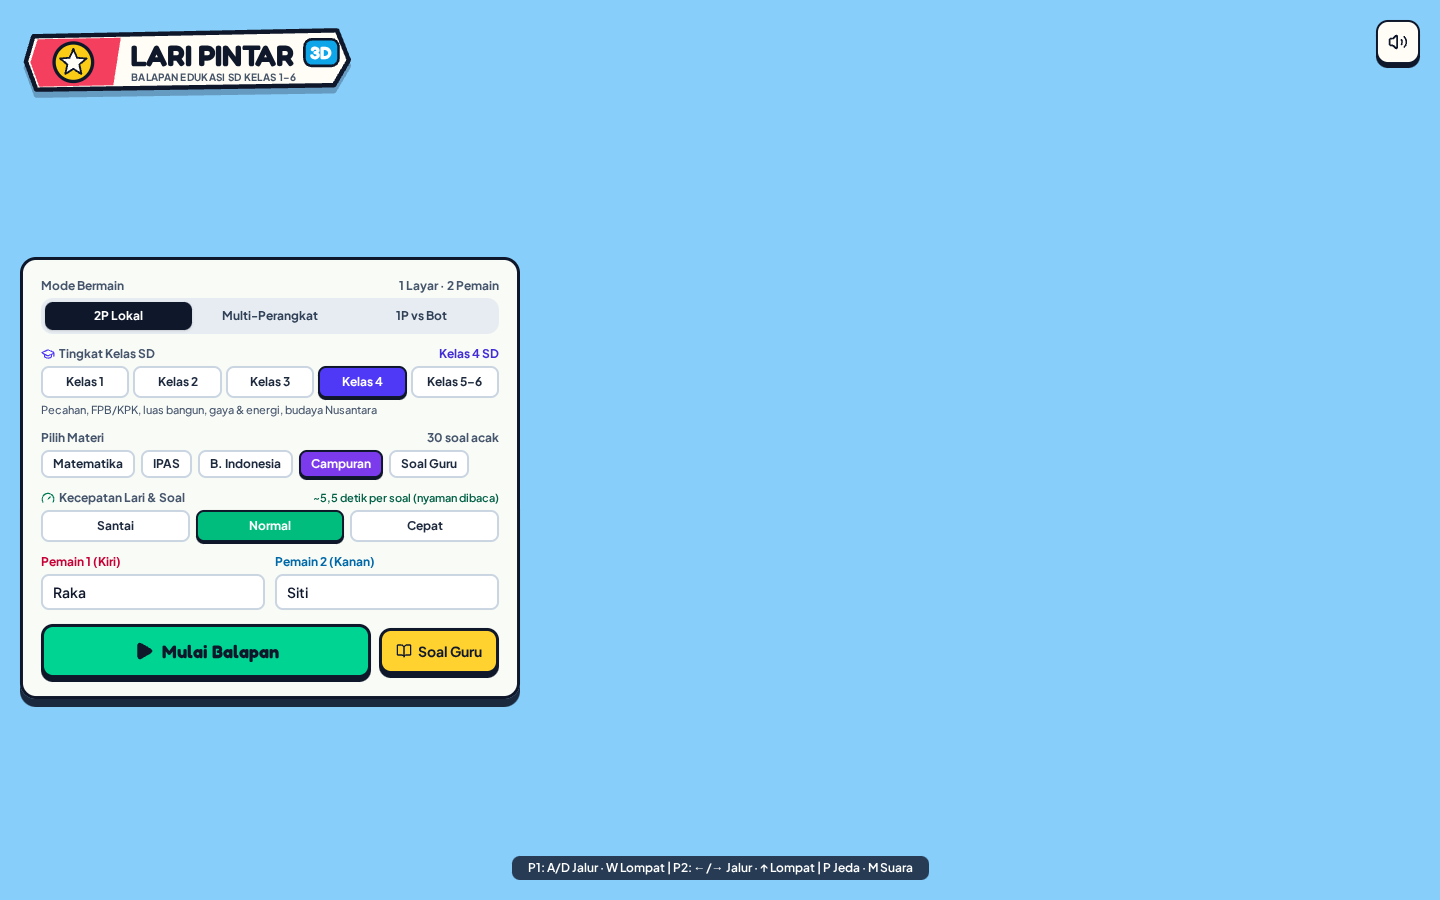 LARI PINTAR 3D
BALAPAN EDUKASI SD KELAS 1–6
Mode Bermain 1 Layar · 2 Pemain
2P Lokal Multi-Perangkat 1P vs Bot
Tingkat Kelas SD Kelas 4 SD
Kelas 1 Kelas 2 Kelas 3 Kelas 4 Kelas 5–6
Pecahan, FPB/KPK, luas bangun, gaya & energi, budaya Nusantara
Pilih Materi 30 soal acak
Matematika IPAS B. Indonesia Campuran Soal Guru
Kecepatan Lari & Soal ~5,5 detik per soal (nyaman dibaca)
Santai Normal Cepat
Pemain 1 (Kiri) Pemain 2 (Kanan)
Raka Siti
Mulai Balapan Soal Guru
P1: A/D Jalur · W Lompat | P2: ←/→ Jalur · ↑ Lompat | P Jeda · M Suara